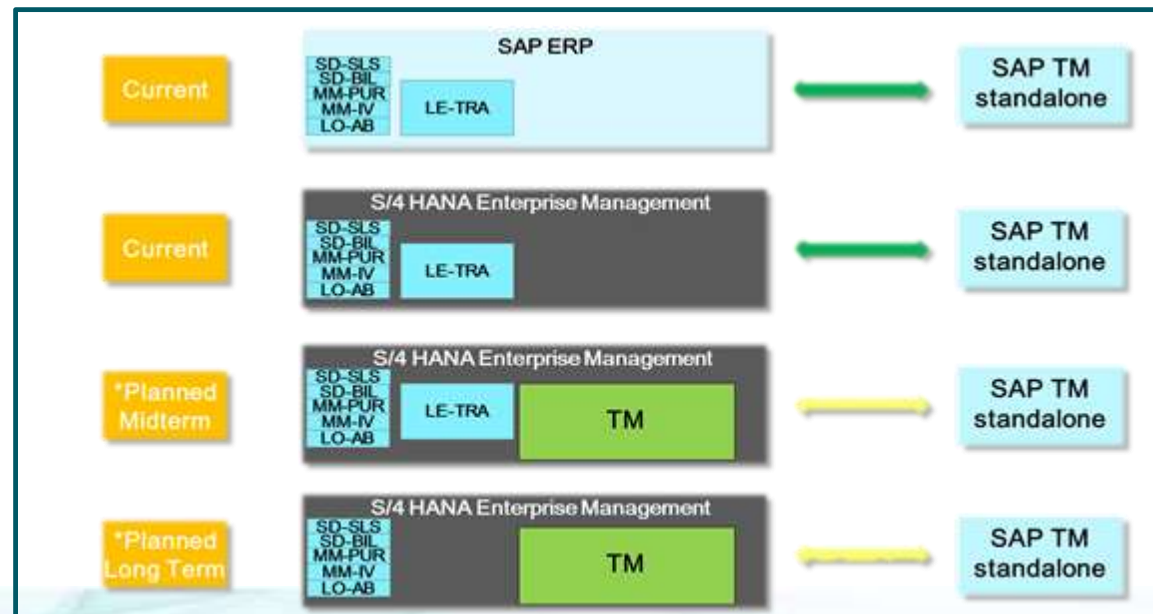 SAP ERP
Current
SD-SLS
SD-BIL
MM-PUR
MM-IV
LO-AB
LE-TRA
SAP TM
standalone
S/4 HANA Enterprise Management
Current
SD-SLS
SD-BIL
MM-PUR
MM-IV
LO-AB
LE-TRA
SAP TM
standalone
S/4 HANA Enterprise Management
*Planned
Midterm
SD-SLS
SD-BIL
MM-PUR
MM-IV
LO-AB
LE-TRA
TM
SAP TM
standalone
S/4 HANA Enterprise Management
*Planned
Long Term
SD-SLS
SD-BIL
MM-PUR
MM-IV
LO-AB
TM
SAP TM
standalone